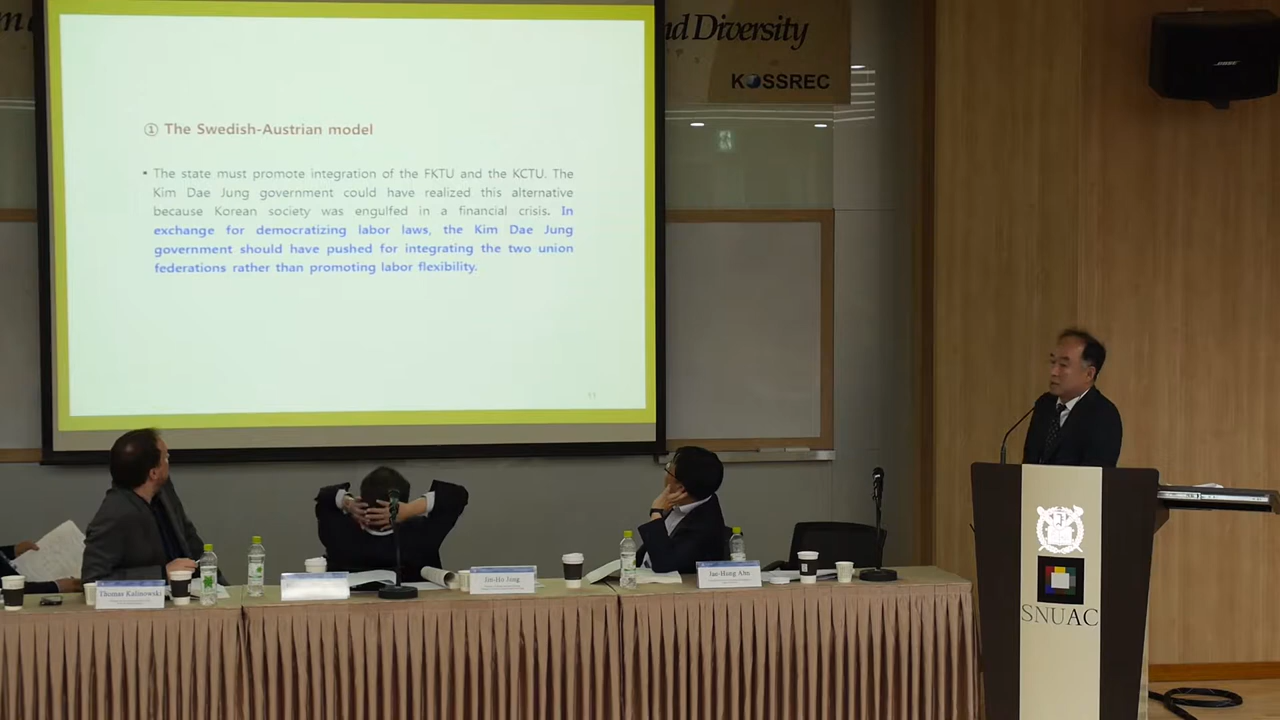 nd Diversity
KOSSREC
BOSE
① The Swedish-Austrian model
▪ The state must promote integration of the FKTU and the KCTU. The
Kim Dae Jung government could have realized this alternative
because Korean society was engulfed in a financial crisis. In
exchange for democratizing labor laws, the Kim Dae Jung
government should have pushed for integrating the two union
federations rather than promoting labor flexibility.
11
Thomas Kalinowski
Jin-Ho Jang
Jae-Hong Ahn
SNUAC